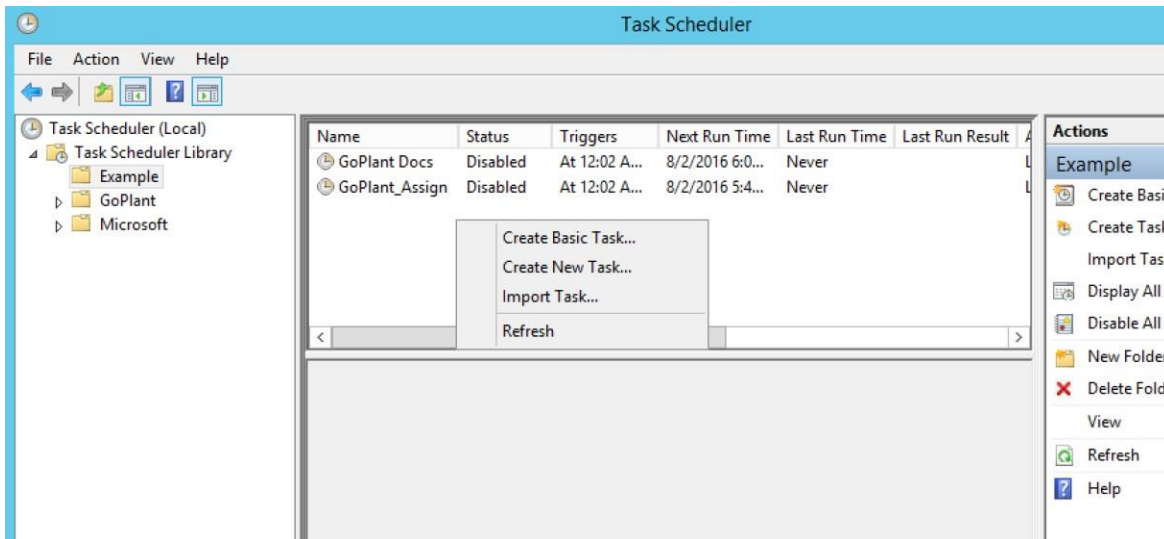 Task Scheduler
File Action View Help
Task Scheduler (Local)
Task Scheduler Library
Example
GoPlant
Microsoft
Name Status Triggers Next Run Time Last Run Time Last Run Result
GoPlant Docs Disabled At 12:02 A... 8/2/2016 6:0... Never
GoPlant_Assign Disabled At 12:02 A... 8/2/2016 5:4... Never
Create Basic Task...
Create New Task...
Import Task...
Refresh
Actions
Example
Create Basi
Create Tas
Import Tas
Display All
Disable All
New Folde
Delete Fold
View
Refresh
Help